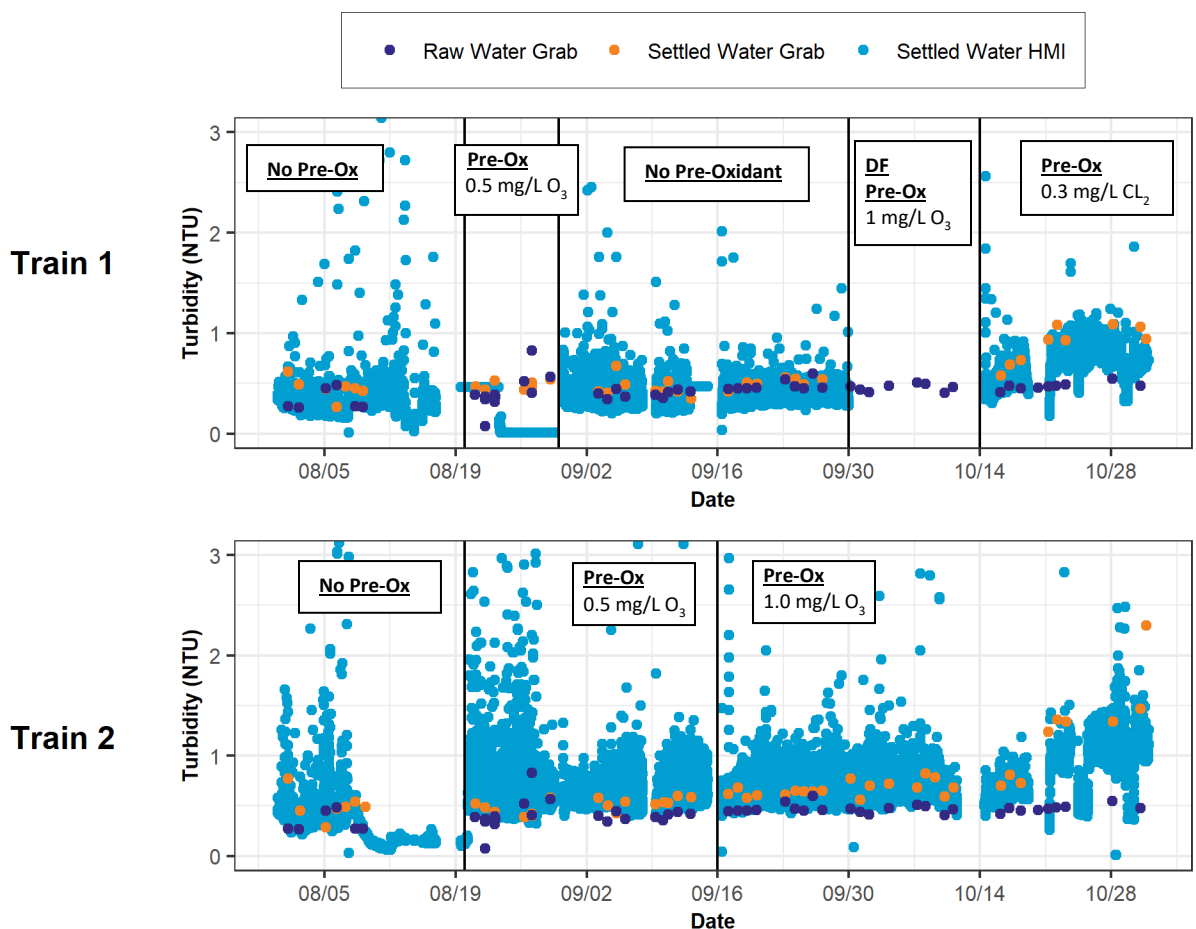 Raw Water Grab Settled Water Grab Settled Water HMI
Train 1
Turbidity (NTU)
3
2
1
0
No Pre-Ox
Pre-Ox
0.5 mg/L O3
No Pre-Oxidant
DF
Pre-Ox
1 mg/L O3
Pre-Ox
0.3 mg/L CL2
08/05 08/19 09/02 09/16 09/30 10/14 10/28
Date
Train 2
Turbidity (NTU)
3
2
1
0
No Pre-Ox
Pre-Ox
0.5 mg/L O3
Pre-Ox
1.0 mg/L O3
08/05 08/19 09/02 09/16 09/30 10/14 10/28
Date